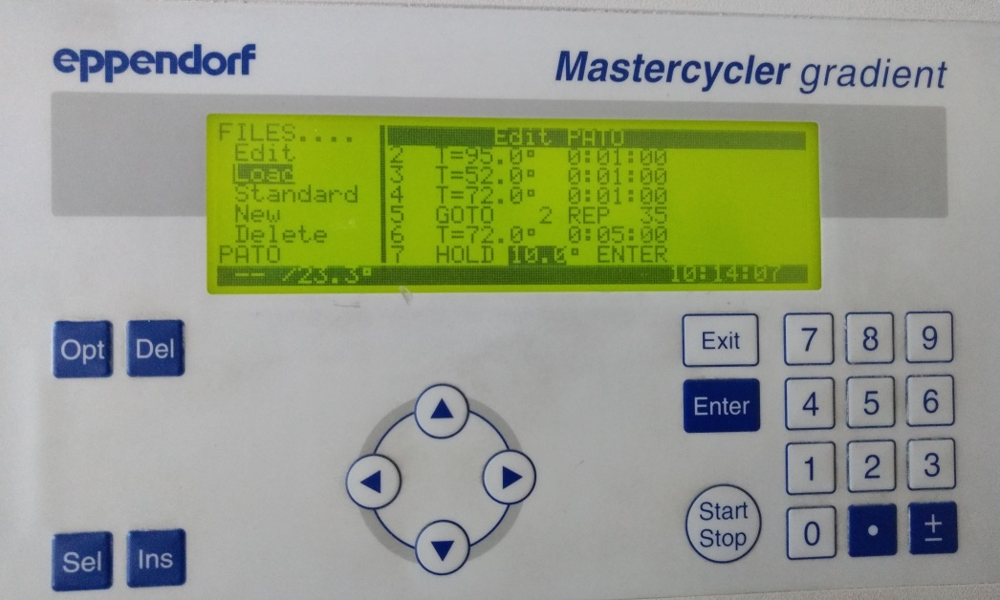 eppendorf
Mastercycler gradient
FILES....
Edit
Load
Standard
New
Delete
PATO
-- /23.3°
Edit PATO
2 T=95.0° 0:01:00
3 T=52.0° 0:01:00
4 T=72.0° 0:01:00
5 GOTO 2 REP 35
6 T=72.0° 0:05:00
7 HOLD 10.0° ENTER
10:14:07
Opt Del
Exit 7 8 9
Enter 4 5 6
1 2 3
Start
Stop
0 • ±
Sel Ins